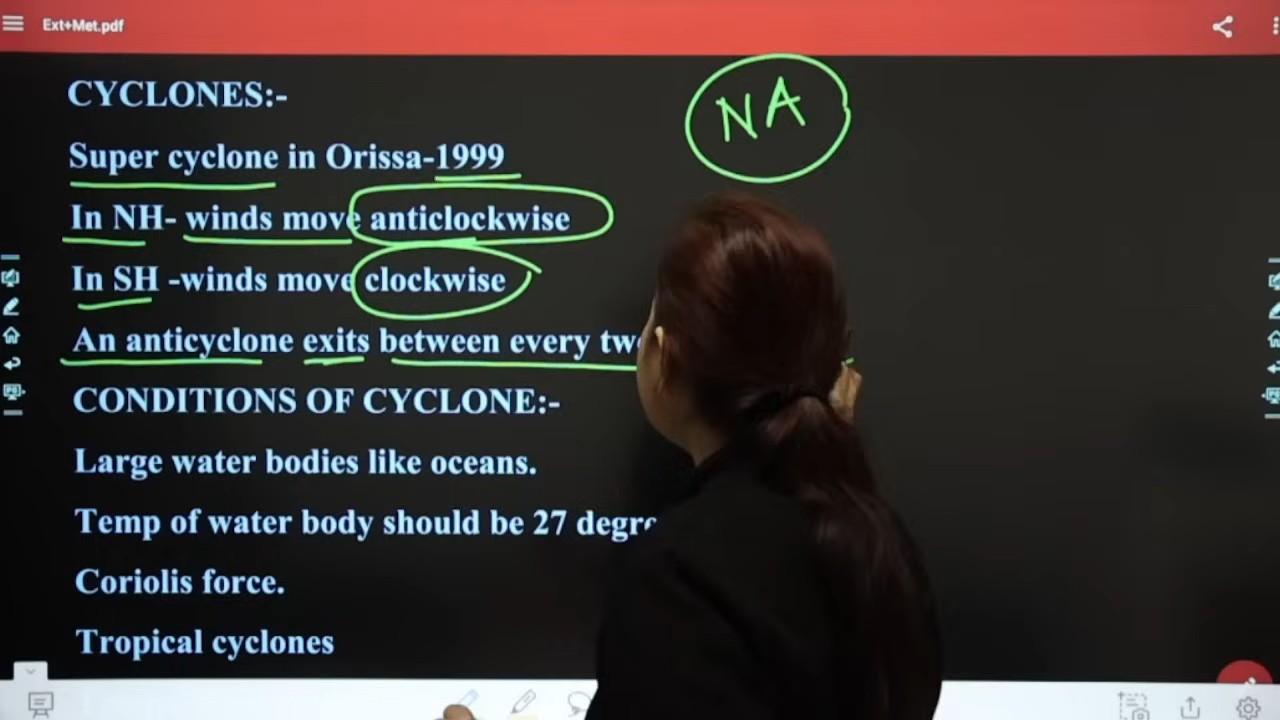 Ext+Met.pdf
CYCLONES:-
NA
Super cyclone in Orissa-1999
In NH- winds move anticlockwise
In SH -winds move clockwise
An anticyclone exits between every
CONDITIONS OF CYCLONE:-
Large water bodies like oceans.
Temp of water body should be 27
Coriolis force.
Tropical cyclones